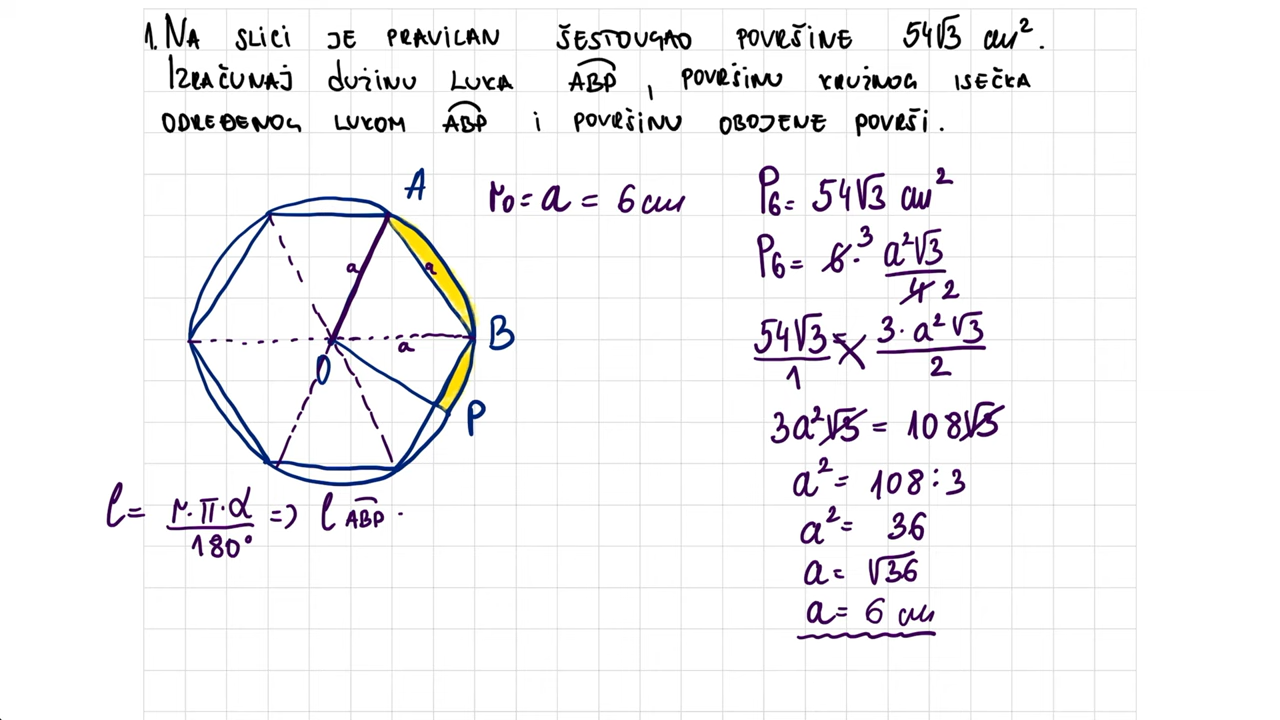 1. NA SLICI JE PRAVILAN ŠESTOUGAO POVRŠINE 54√3 cm².
IZRAČUNAJ DUŽINU LUKA ABP, POVRŠINU KRUŽNOG ISEČKA
ODREĐENOG LUKOM ABP I POVRŠINU OBOJENE POVRŠI.
A
a
a
B
a
O
P
r₀ = a = 6 cm
l = r·π·α / 180° => l ABP
P₆ = 54√3 cm²
P₆ = 6·³ a²√3 / 4 2
54√3 / 1 = 3·a²√3 / 2
3a²√3 = 108√3
a² = 108 : 3
a² = 36
a = √36
a = 6 cm